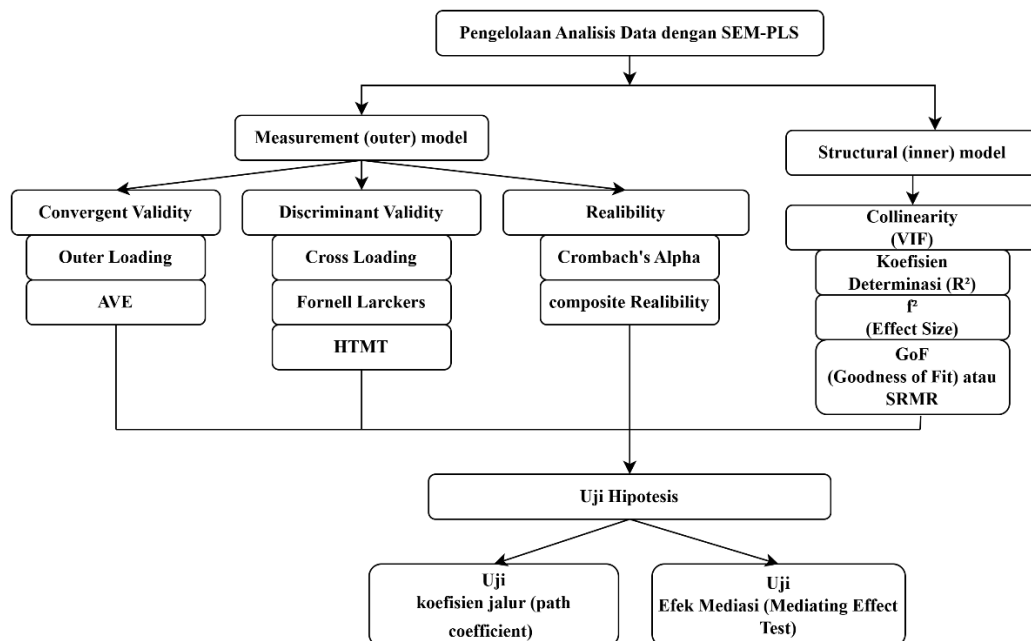 Pengelolaan Analisis Data dengan SEM-PLS
Measurement (outer) model
Structural (inner) model
Convergent Validity
Outer Loading
AVE
Discriminant Validity
Cross Loading
Fornell Larckers
HTMT
Realibility
Crombach's Alpha
composite Realibility
Collinearity
(VIF)
Koefisien
Determinasi (R²)
f²
(Effect Size)
GoF
(Goodness of Fit) atau
SRMR
Uji Hipotesis
Uji
koefisien jalur (path
coefficient)
Uji
Efek Mediasi (Mediating Effect
Test)